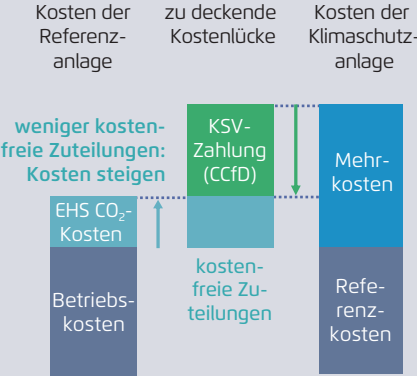 Kosten der
Referenz-
anlage
zu deckende
Kostenlücke
Kosten der
Klimaschutz-
anlage
weniger kosten-
freie Zuteilungen:
Kosten steigen
EHS CO₂-
Kosten
Betriebs-
kosten
KSV-
Zahlung
(CCfD)
kosten-
freie Zu-
teilungen
Mehr-
kosten
Refe-
renz-
kosten